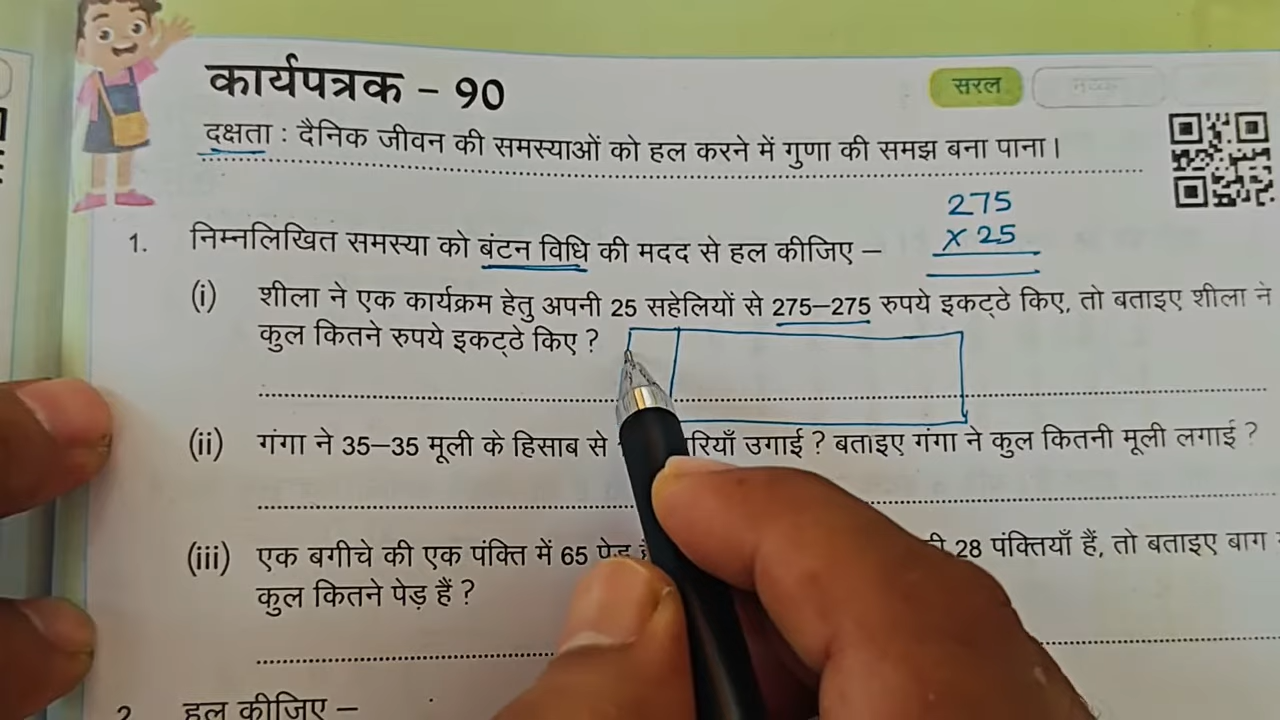 कार्यपत्रक – 90
सरल
दक्षता : दैनिक जीवन की समस्याओं को हल करने में गुणा की समझ बना पाना।
275
× 25
1. निम्नलिखित समस्या को बंटन विधि की मदद से हल कीजिए –
(i) शीला ने एक कार्यक्रम हेतु अपनी 25 सहेलियों से 275–275 रुपये इकट्ठे किए, तो बताइए शीला ने
कुल कितने रुपये इकट्ठे किए ?
(ii) गंगा ने 35–35 मूली के हिसाब से उगाई ? बताइए गंगा ने कुल कितनी मूली लगाई ?
(iii) एक बगीचे की एक पंक्ति में 65 पेड़ 28 पंक्तियाँ हैं, तो बताइए बाग
कुल कितने पेड़ हैं ?
2. हल कीजिए –